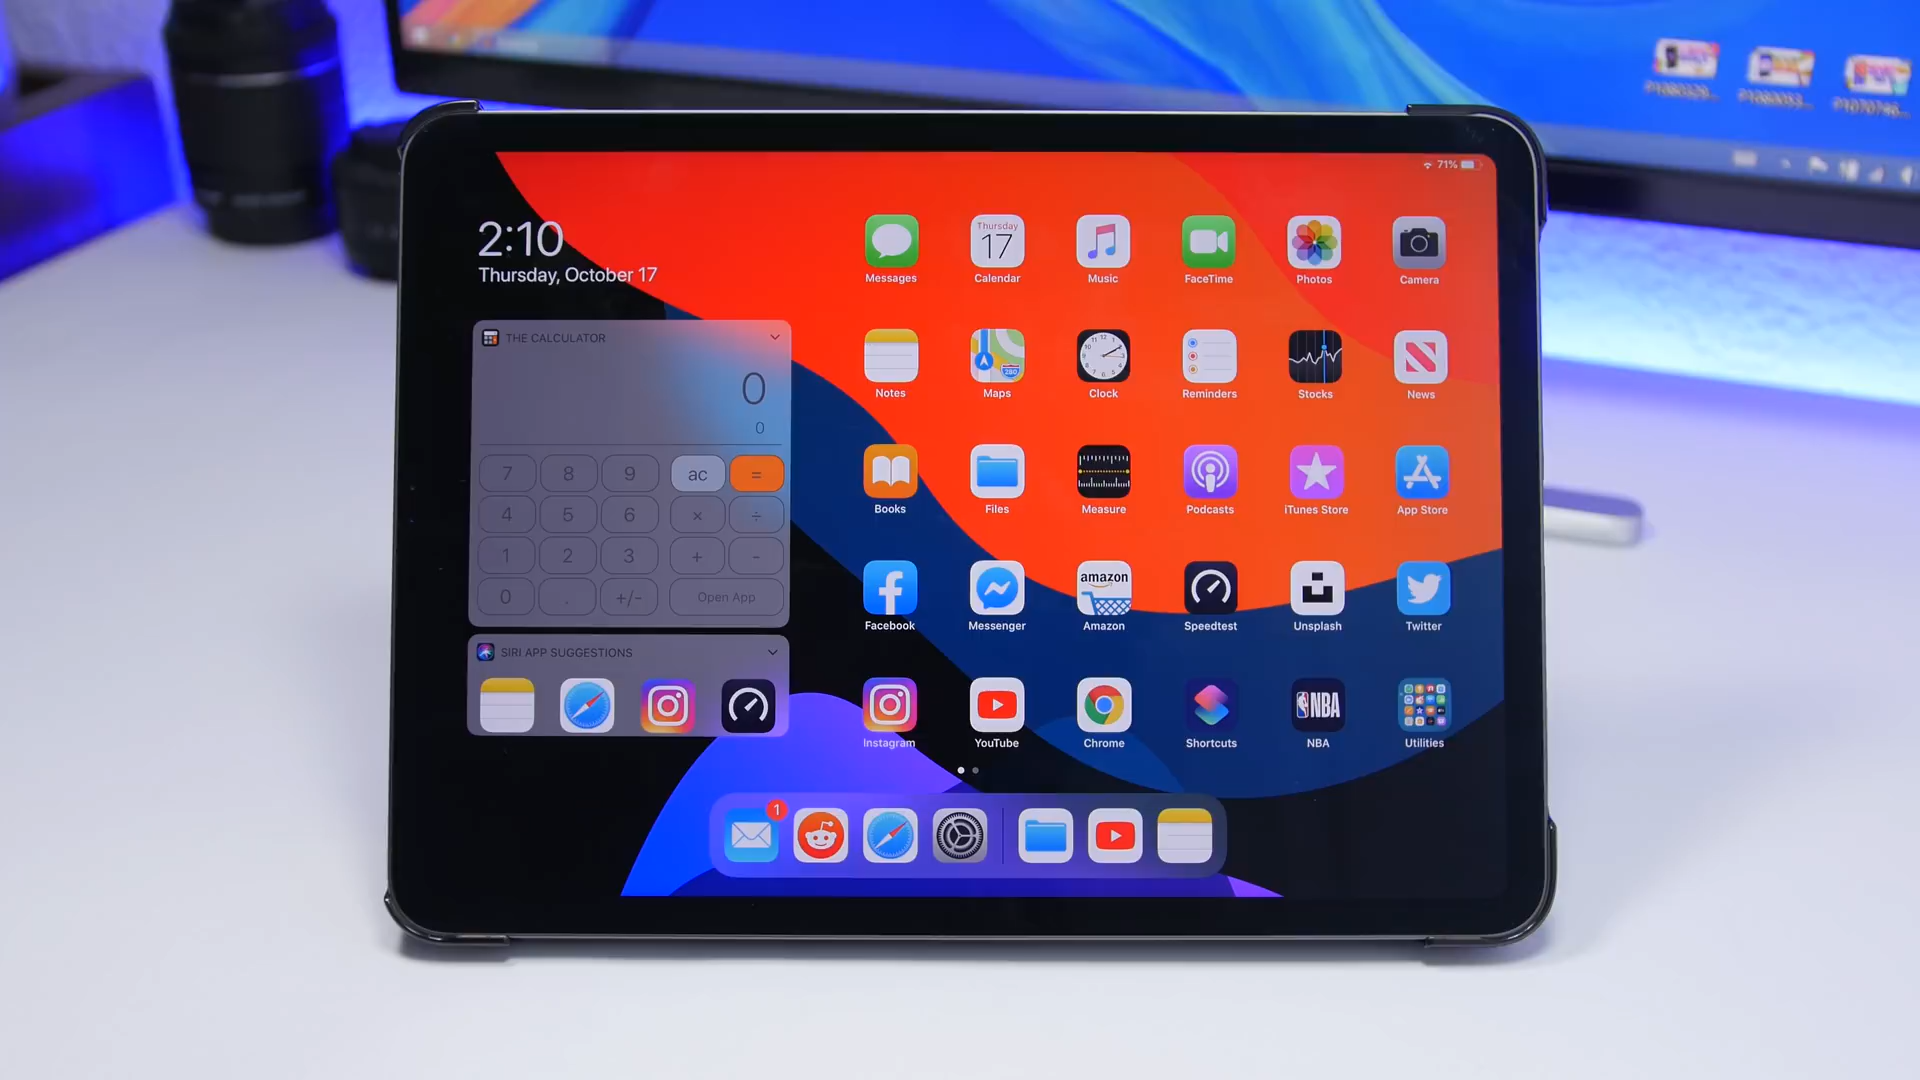 71%
2:10
Thursday, October 17
THE CALCULATOR
0
0
7 8 9 ac =
4 5 6 × ÷
1 2 3 + -
0 . +/- Open App
SIRI APP SUGGESTIONS
Thursday
17
Messages Calendar Music FaceTime Photos Camera
280
Notes Maps Clock Reminders Stocks News
Books Files Measure Podcasts iTunes Store App Store
amazon
Facebook Messenger Amazon Speedtest Unsplash Twitter
NBA
Instagram YouTube Chrome Shortcuts NBA Utilities
1